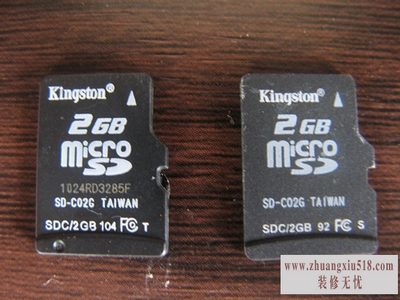 Kingston®
2GB
micro
SD
1024RD3285F
SD-C02G TAIWAN
SDC/2GB 104 FC T
Kingston®
2GB
micro
SD
SD-C02G TAIWAN
SDC/2GB 92 FC S
www.zhuangxiu518.com
装修无忧